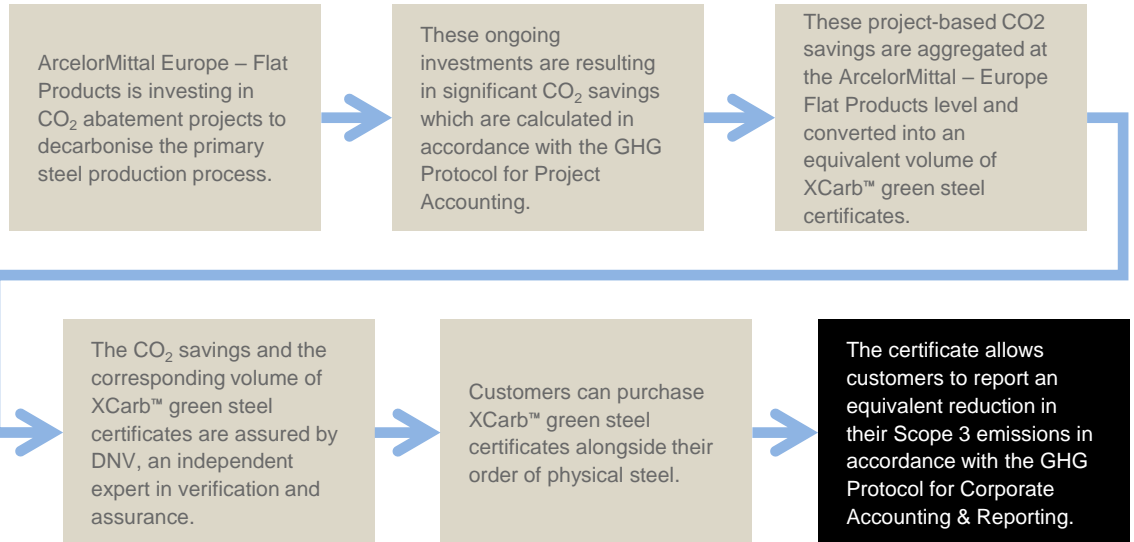 ArcelorMittal Europe – Flat
Products is investing in
CO₂ abatement projects to
decarbonise the primary
steel production process.
These ongoing
investments are resulting
in significant CO₂ savings
which are calculated in
accordance with the GHG
Protocol for Project
Accounting.
These project-based CO2
savings are aggregated at
the ArcelorMittal – Europe
Flat Products level and
converted into an
equivalent volume of
XCarb™ green steel
certificates.
The CO₂ savings and the
corresponding volume of
XCarb™ green steel
certificates are assured by
DNV, an independent
expert in verification and
assurance.
Customers can purchase
XCarb™ green steel
certificates alongside their
order of physical steel.
The certificate allows
customers to report an
equivalent reduction in
their Scope 3 emissions in
accordance with the GHG
Protocol for Corporate
Accounting & Reporting.